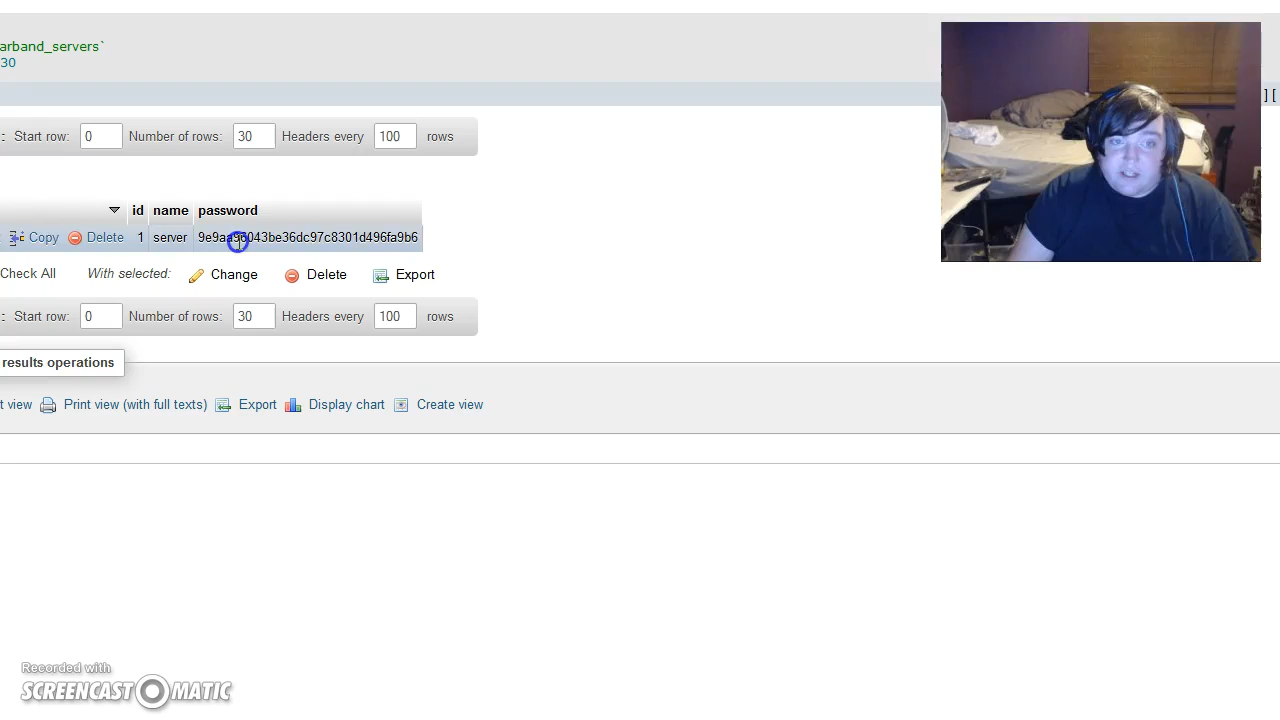 arband_servers`
30
] [
: Start row: 0 Number of rows: 30 Headers every 100 rows
id name password
Copy Delete 1 server 9e9aa96043be36dc97c8301d496fa9b6
Check All With selected: Change Delete Export
: Start row: 0 Number of rows: 30 Headers every 100 rows
results operations
t view Print view (with full texts) Export Display chart Create view
Recorded with
SCREENCAST-O-MATIC